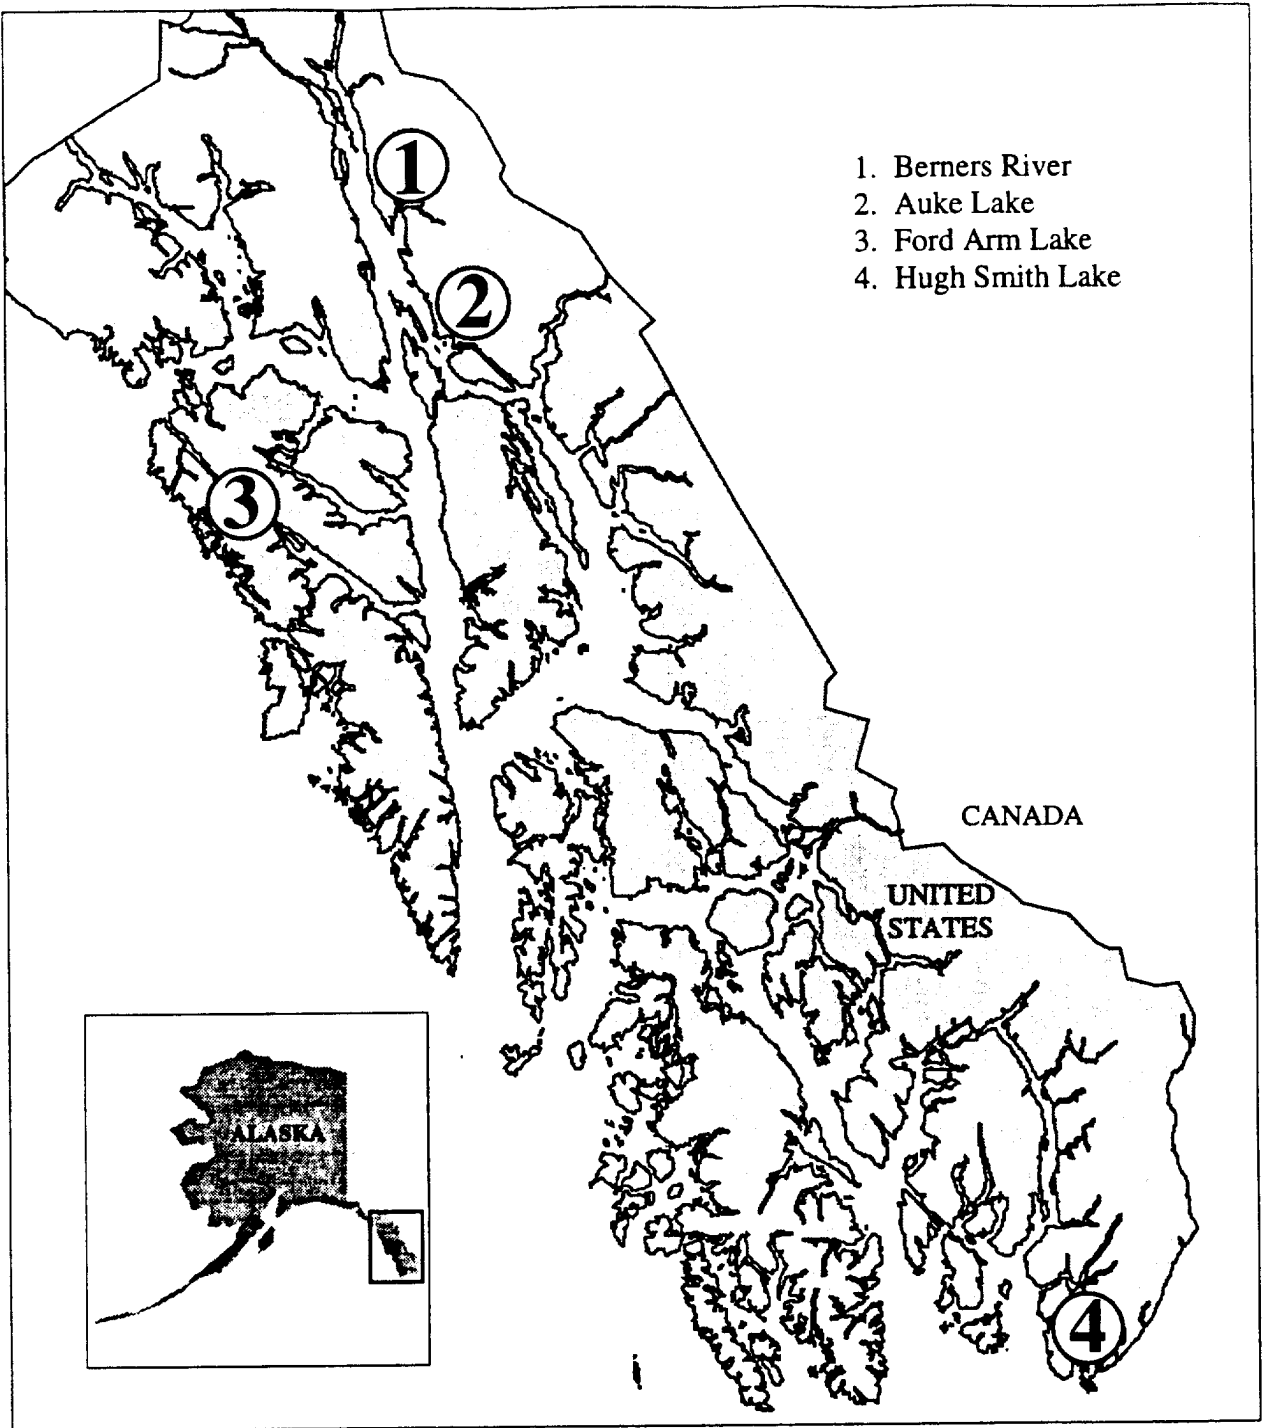 1. Berners River
2. Auke Lake
3. Ford Arm Lake
4. Hugh Smith Lake
1
2
3
CANADA
UNITED
STATES
ALASKA
4